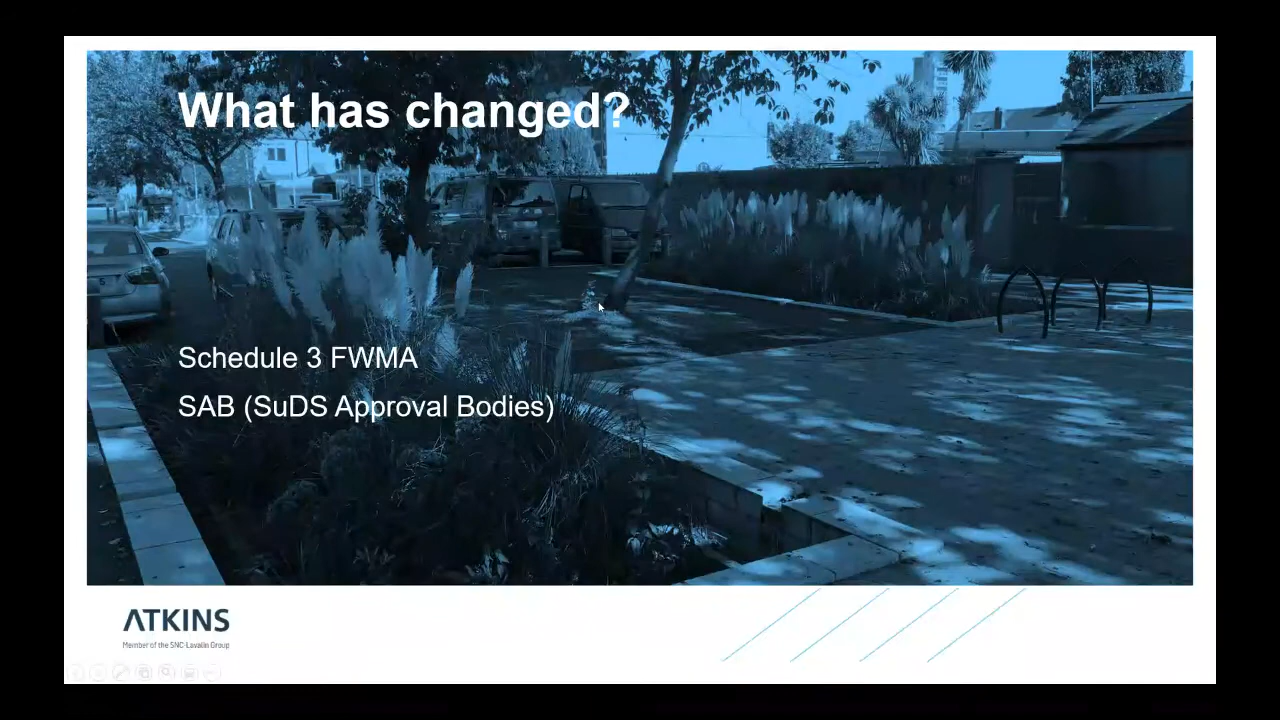 What has changed?
Schedule 3 FWMA
SAB (SuDS Approval Bodies)
ATKINS
Member of the SNC-Lavalin Group